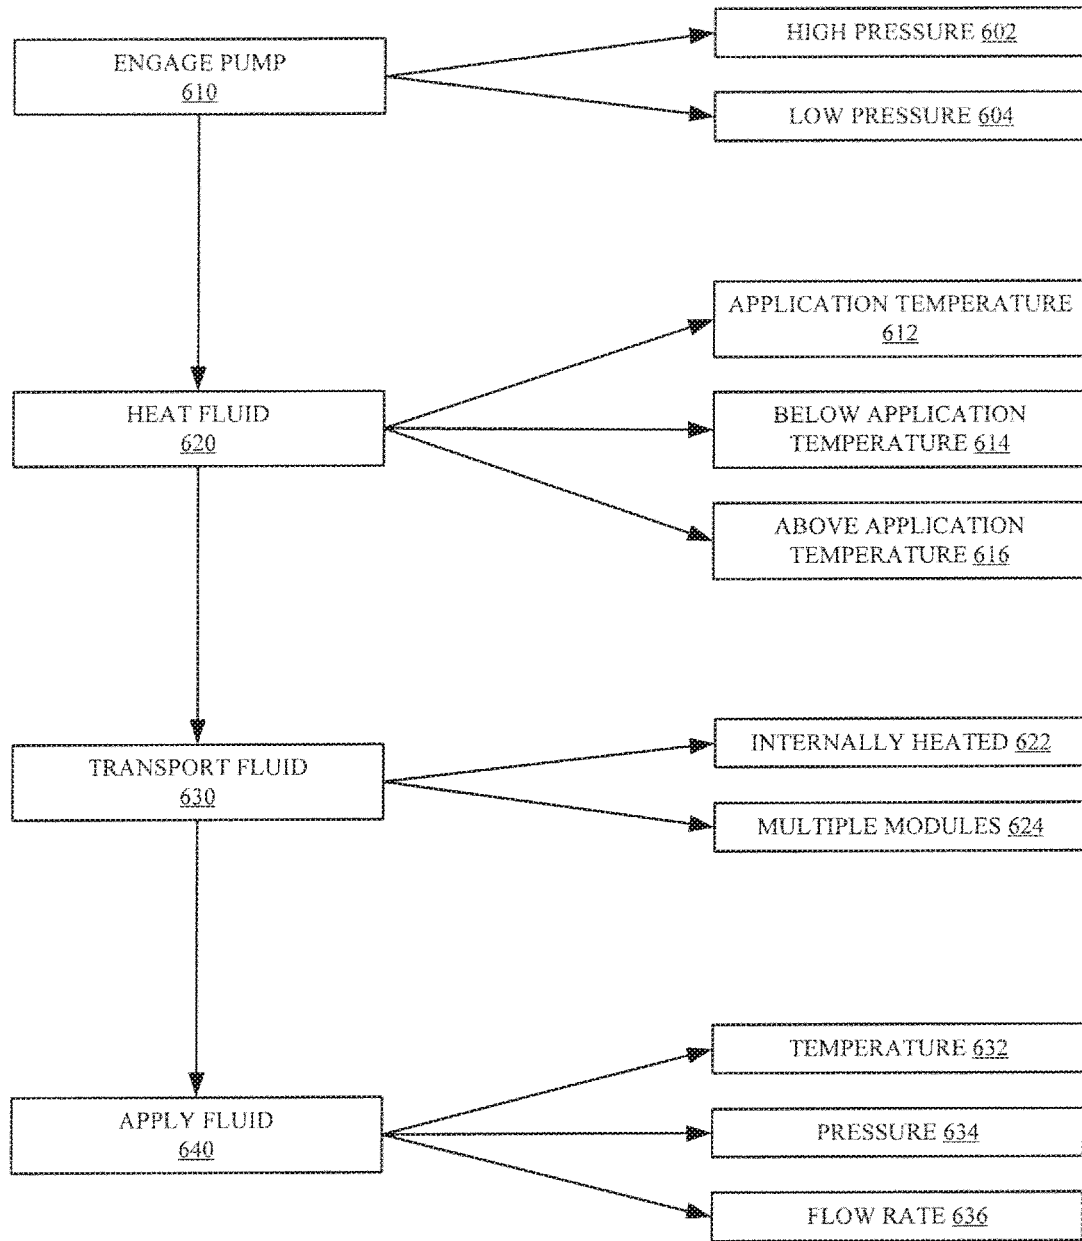 ENGAGE PUMP
610
HIGH PRESSURE 602
LOW PRESSURE 604
HEAT FLUID
620
APPLICATION TEMPERATURE
612
BELOW APPLICATION
TEMPERATURE 614
ABOVE APPLICATION
TEMPERATURE 616
TRANSPORT FLUID
630
INTERNALLY HEATED 622
MULTIPLE MODULES 624
APPLY FLUID
640
TEMPERATURE 632
PRESSURE 634
FLOW RATE 636